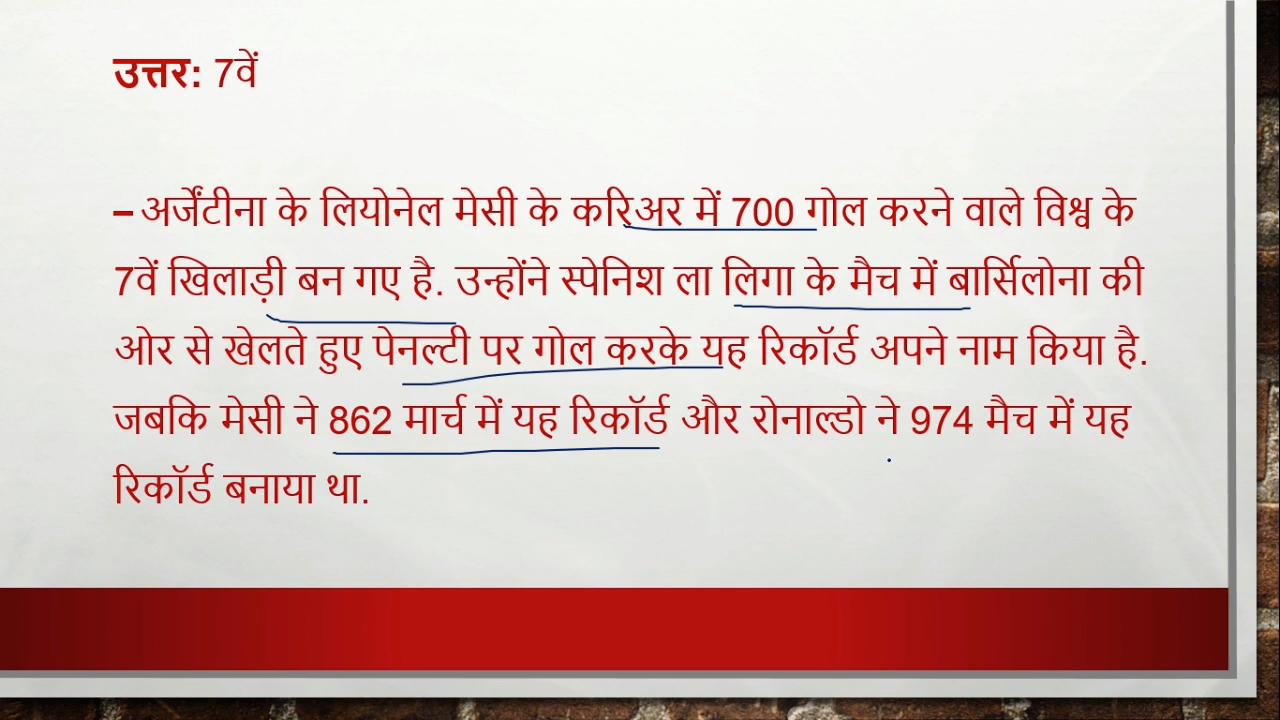 उत्तर: 7वें
– अर्जेंटीना के लियोनेल मेसी के करिअर में 700 गोल करने वाले विश्व के
7वें खिलाड़ी बन गए है. उन्होंने स्पेनिश ला लिगा के मैच में बार्सिलोना की
ओर से खेलते हुए पेनल्टी पर गोल करके यह रिकॉर्ड अपने नाम किया है.
जबकि मेसी ने 862 मार्च में यह रिकॉर्ड और रोनाल्डो ने 974 मैच में यह
रिकॉर्ड बनाया था.